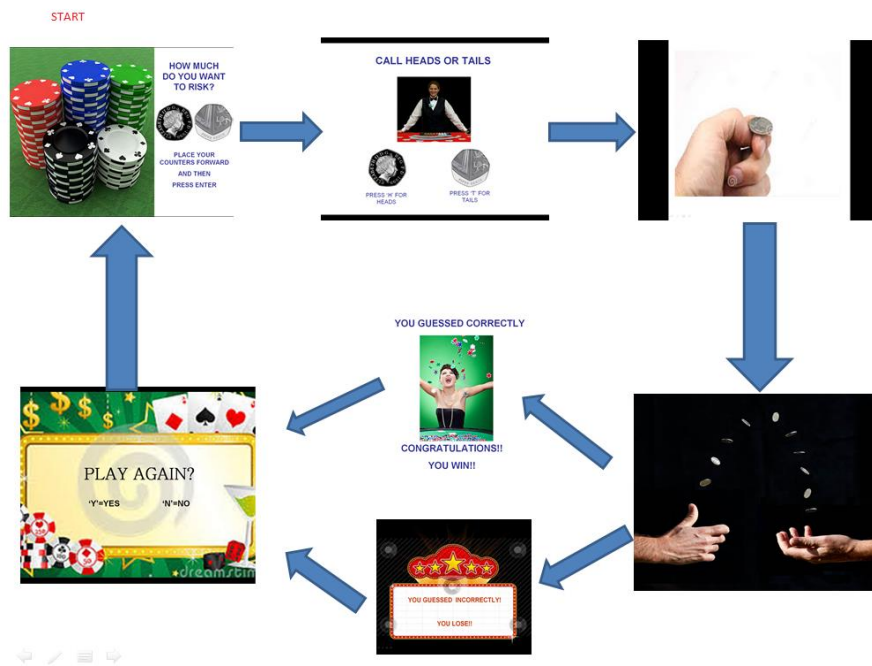 START
HOW MUCH
DO YOU WANT
TO RISK?
PLACE YOUR
COUNTERS FORWARD
AND THEN
PRESS ENTER
CALL HEADS OR TAILS
PRESS 'H' FOR
HEADS
PRESS 'T' FOR
TAILS
YOU GUESSED CORRECTLY
CONGRATULATIONS!!
YOU WIN!!
YOU GUESSED INCORRECTLY!
YOU LOSE!!
PLAY AGAIN?
'Y'=YES 'N'=NO
dreamstin